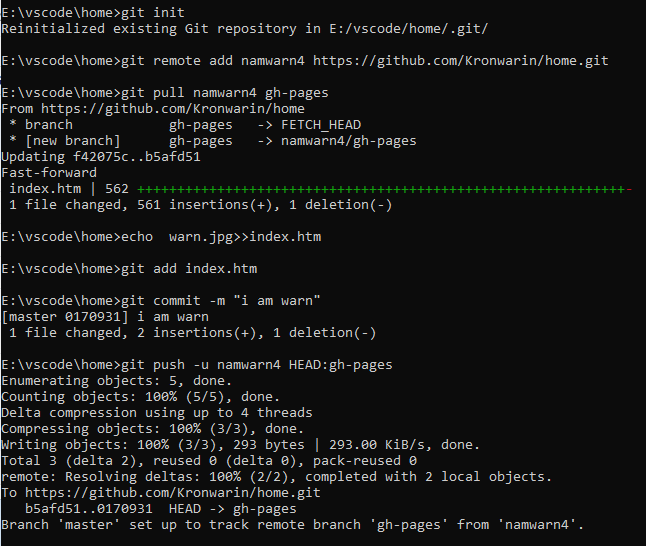 E:\vscode\home>git init
Reinitialized existing Git repository in E:/vscode/home/.git/
E:\vscode\home>git remote add namwarn4 https://github.com/Kronwarin/home.git
E:\vscode\home>git pull namwarn4 gh-pages
From https://github.com/Kronwarin/home
 * branch            gh-pages   -> FETCH_HEAD
 * [new branch]      gh-pages   -> namwarn4/gh-pages
Updating f42075c..b5afd51
Fast-forward
 index.htm | 562 +++++++++++++++++++++++++++++++++++++++++++++++++++++++++++++-
 1 file changed, 561 insertions(+), 1 deletion(-)
E:\vscode\home>echo  warn.jpg>>index.htm
E:\vscode\home>git add index.htm
E:\vscode\home>git commit -m "i am warn"
[master 0170931] i am warn
 1 file changed, 2 insertions(+), 1 deletion(-)
E:\vscode\home>git push -u namwarn4 HEAD:gh-pages
Enumerating objects: 5, done.
Counting objects: 100% (5/5), done.
Delta compression using up to 4 threads
Compressing objects: 100% (3/3), done.
Writing objects: 100% (3/3), 293 bytes | 293.00 KiB/s, done.
Total 3 (delta 2), reused 0 (delta 0), pack-reused 0
remote: Resolving deltas: 100% (2/2), completed with 2 local objects.
To https://github.com/Kronwarin/home.git
   b5afd51..0170931  HEAD -> gh-pages
Branch 'master' set up to track remote branch 'gh-pages' from 'namwarn4'.